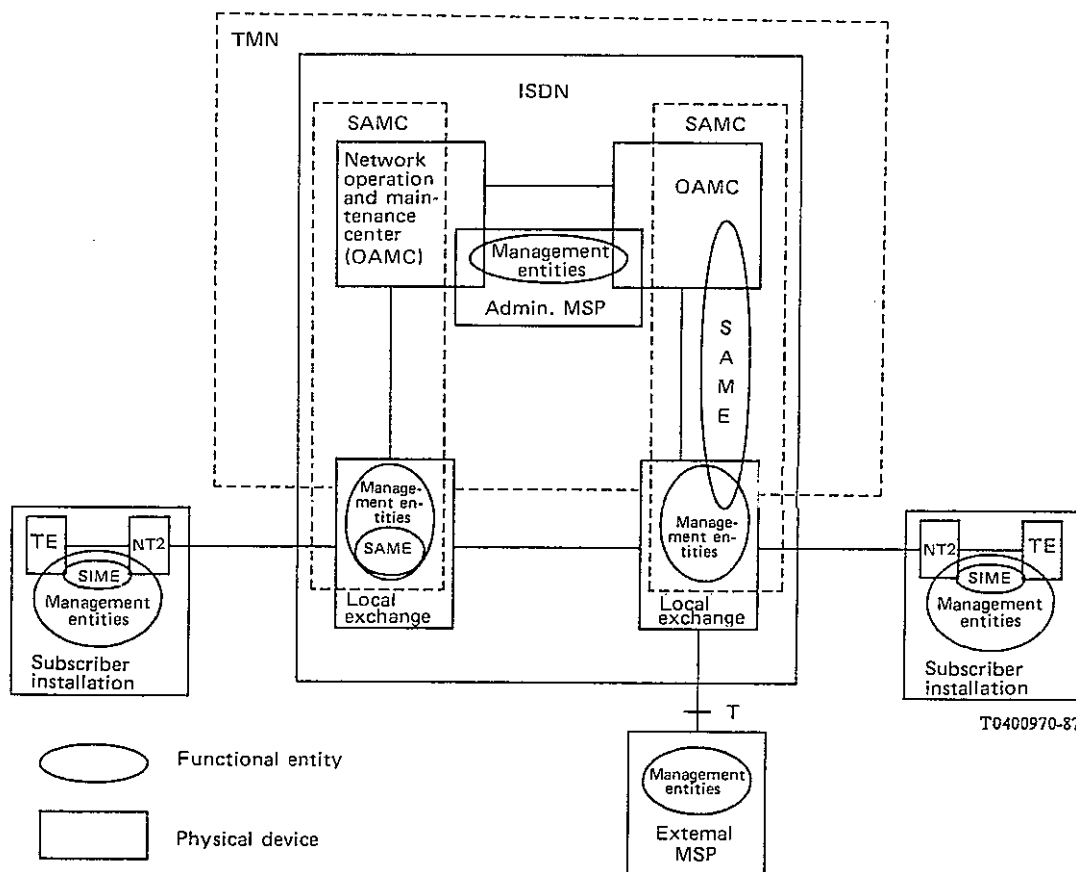 TMN
ISDN
SAMC
SAMC
Network
operation
and main-
tenance
center
(OAMC)
OAMC
Management
entities
Admin. MSP
S
A
M
E
Manage-
ment en-
tities
SAME
Local
exchange
Manage-
ment en-
tities
Local
exchange
TE
NT2
SIME
Management
entities
Subscriber
installation
NT2
TE
SIME
Management
entities
Subscriber
installation
T
T0400970-87
Management
entities
External
MSP
Functional entity
Physical device